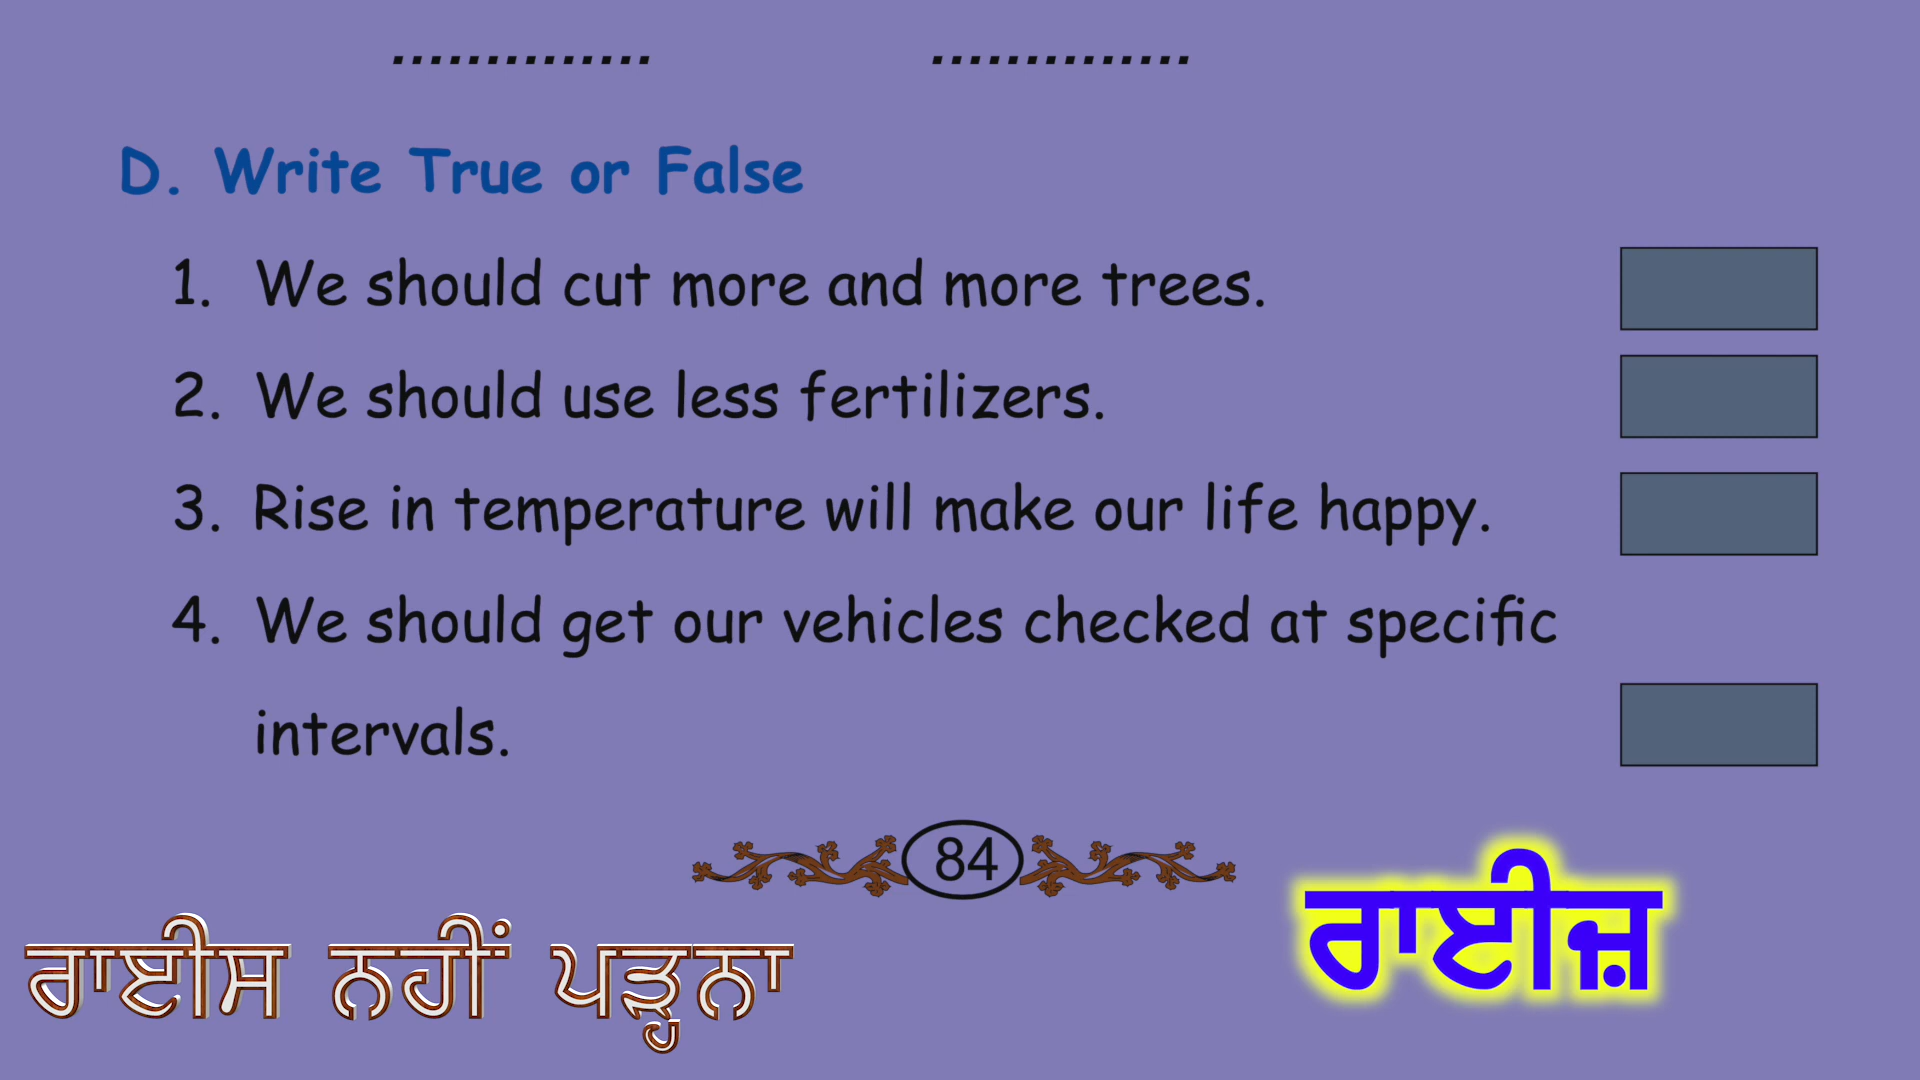 .............. ..............
D. Write True or False
1. We should cut more and more trees.
2. We should use less fertilizers.
3. Rise in temperature will make our life happy.
4. We should get our vehicles checked at specific
intervals.
84
ਰਾਈਜ਼
ਰਾਈਸ ਨਹੀਂ ਪੜ੍ਹਨਾ